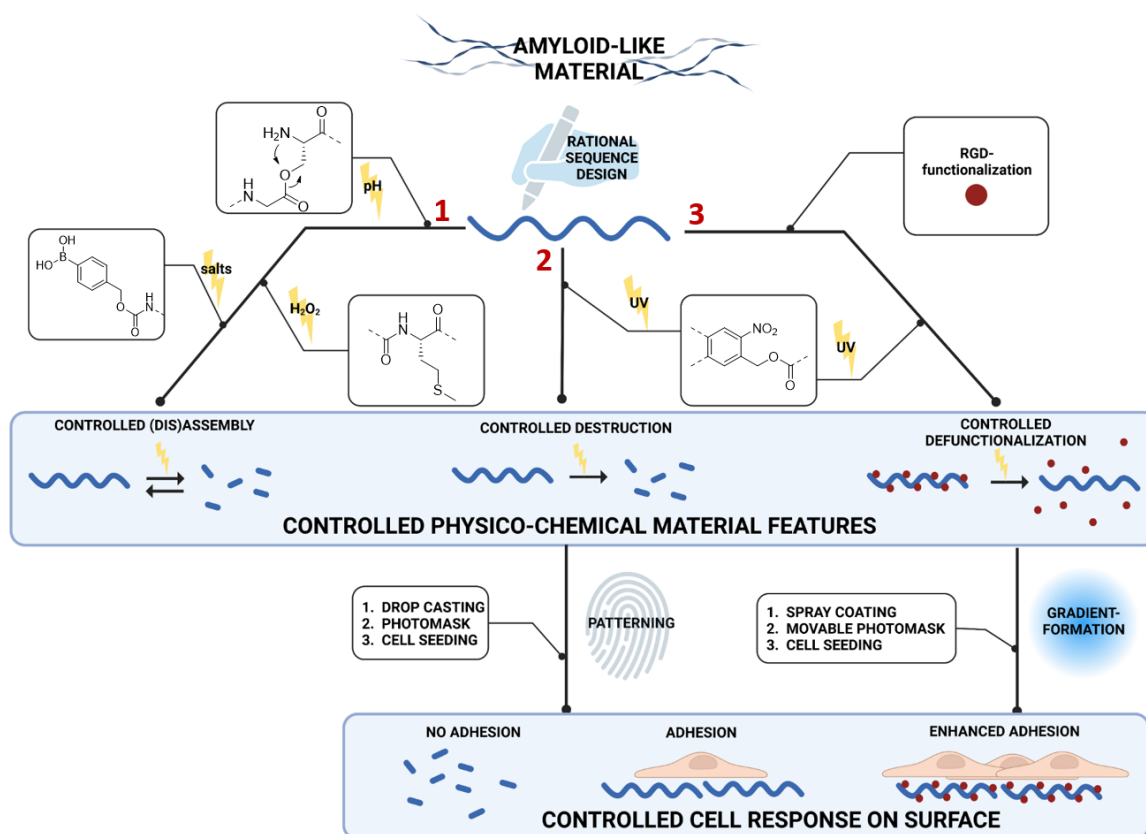 AMYLOID-LIKE
MATERIAL
RATIONAL
SEQUENCE
DESIGN
H₂N
O
O
N
H
O
pH
1
2
3
RGD-
functionalization
OH
B
HO
O
H
N
O
salts
H₂O₂
H
N
O
O
S
UV
NO₂
O
O
UV
CONTROLLED (DIS)ASSEMBLY
CONTROLLED DESTRUCTION
CONTROLLED
DEFUNCTIONALIZATION
CONTROLLED PHYSICO-CHEMICAL MATERIAL FEATURES
1. DROP CASTING
2. PHOTOMASK
3. CELL SEEDING
PATTERNING
1. SPRAY COATING
2. MOVABLE PHOTOMASK
3. CELL SEEDING
GRADIENT-
FORMATION
NO ADHESION
ADHESION
ENHANCED ADHESION
CONTROLLED CELL RESPONSE ON SURFACE